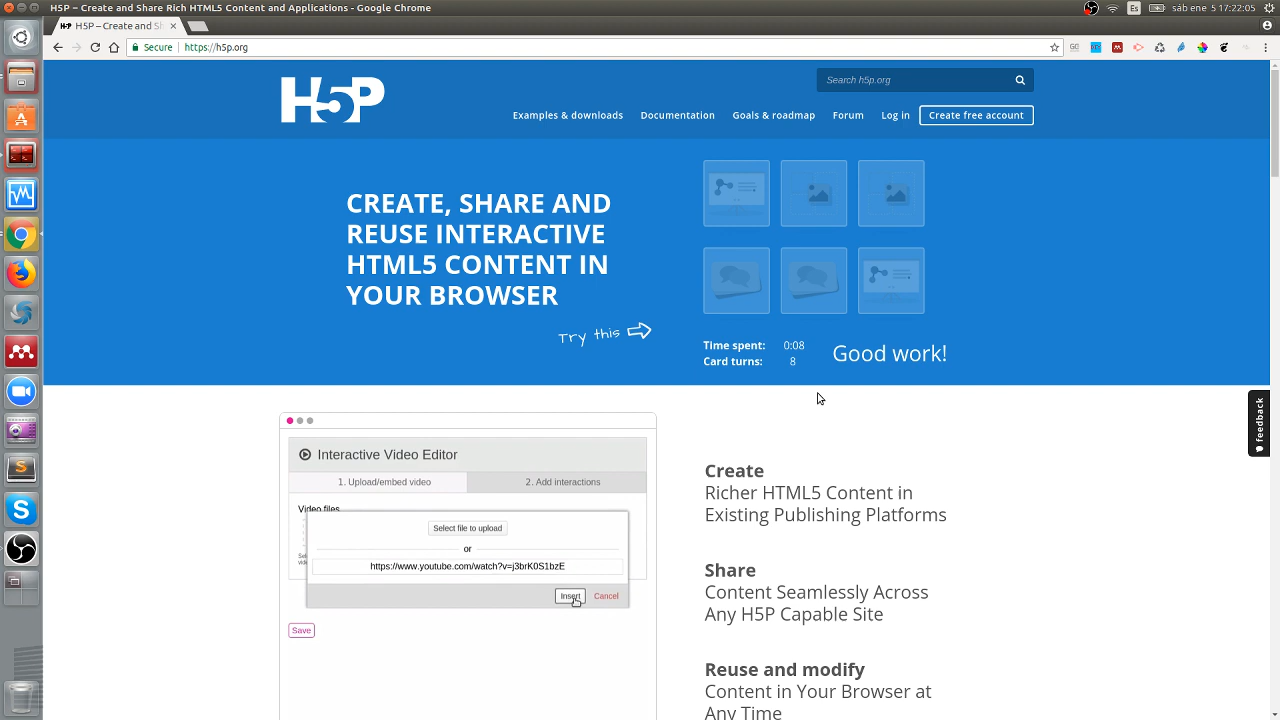 H5P – Create and Share Rich HTML5 Content and Applications - Google Chrome
Es
sáb ene 5 17:22:05
H5P – Create and Sh
Secure
https://h5p.org
H5P
Search h5p.org
Examples & downloads
Documentation
Goals & roadmap
Forum
Log in
Create free account
CREATE, SHARE AND
REUSE INTERACTIVE
HTML5 CONTENT IN
YOUR BROWSER
Try this
Time spent: 0:08
Card turns: 8
Good work!
feedback
Interactive Video Editor
1. Upload/embed video
2. Add interactions
Video files
Select file to upload
or
https://www.youtube.com/watch?v=j3brK0S1bzE
Insert
Cancel
Save
Create
Richer HTML5 Content in
Existing Publishing Platforms
Share
Content Seamlessly Across
Any H5P Capable Site
Reuse and modify
Content in Your Browser at
Any Time